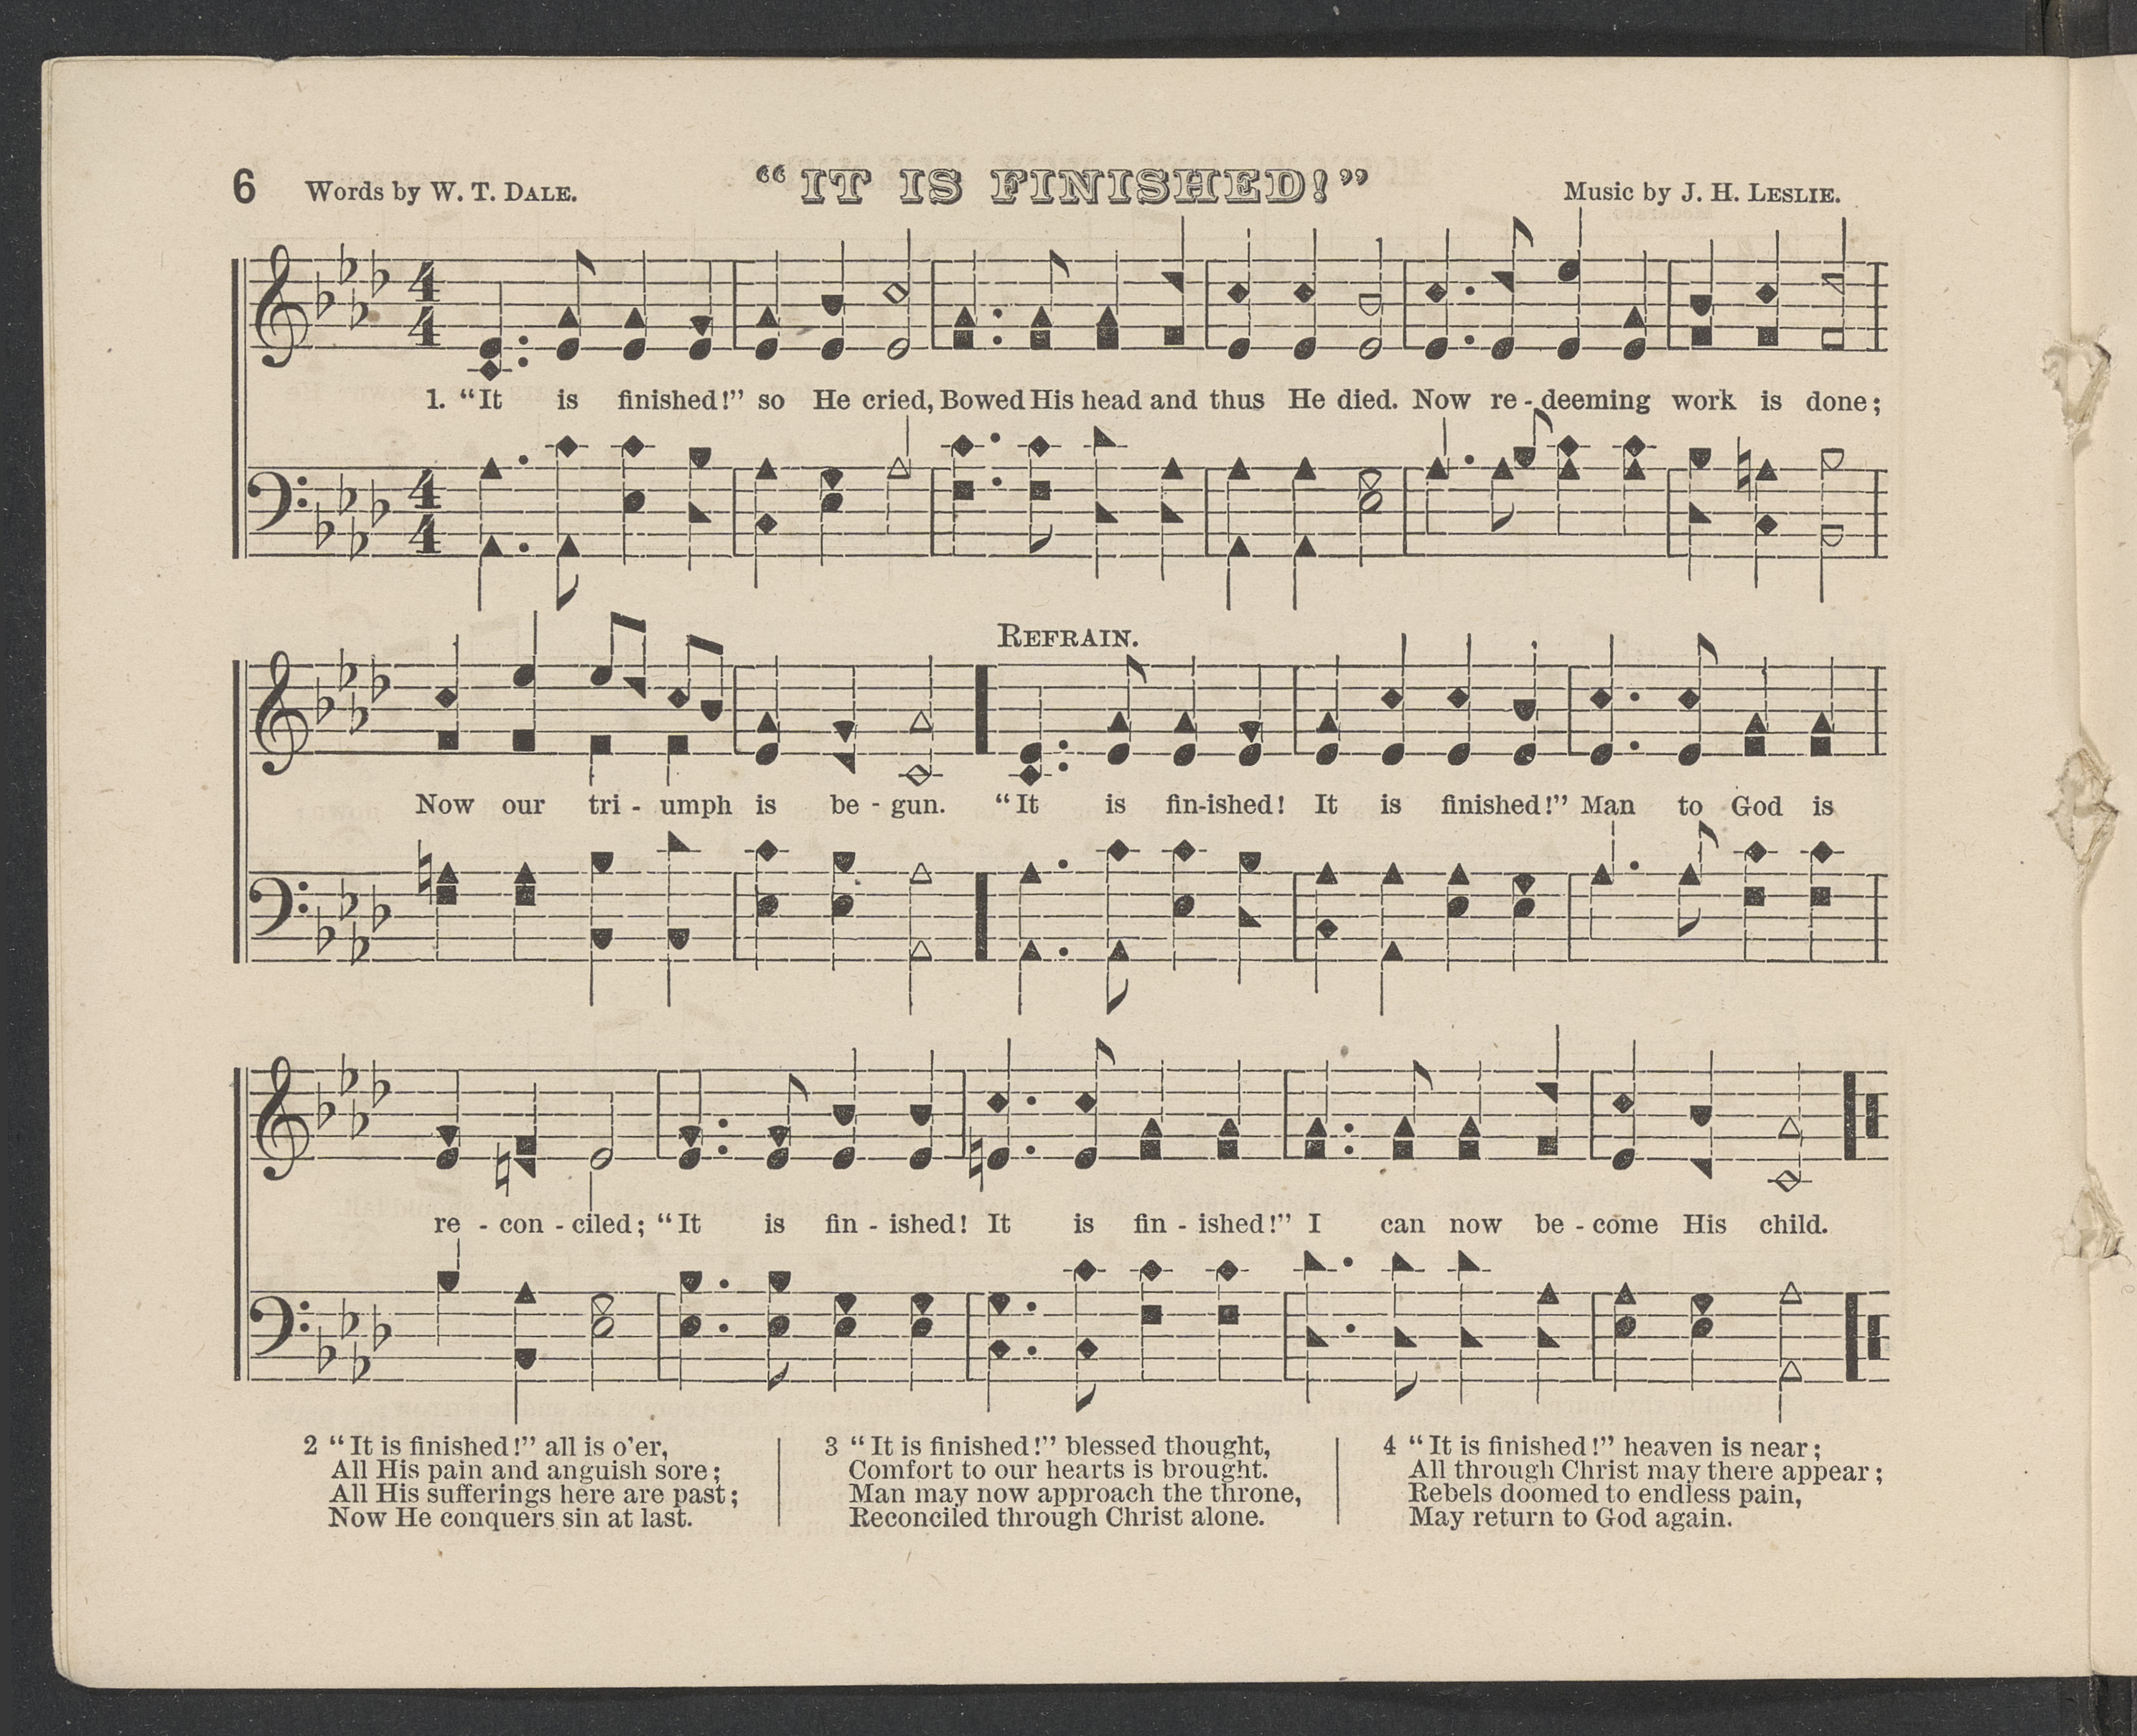 6 Words by W. T. DALE. “IT IS FINISHED!” Music by J. H. LESLIE.
1. “It is finished!” so He cried, Bowed His head and thus He died. Now re - deeming work is done;
REFRAIN.
Now our tri - umph is be - gun. “It is fin-ished! It is finished!” Man to God is
re - con - ciled; “It is fin - ished! It is fin - ished!” I can now be - come His child.
2 “It is finished!” all is o’er,
All His pain and anguish sore;
All His sufferings here are past;
Now He conquers sin at last.
3 “It is finished!” blessed thought,
Comfort to our hearts is brought.
Man may now approach the throne,
Reconciled through Christ alone.
4 “It is finished!” heaven is near;
All through Christ may there appear;
Rebels doomed to endless pain,
May return to God again.